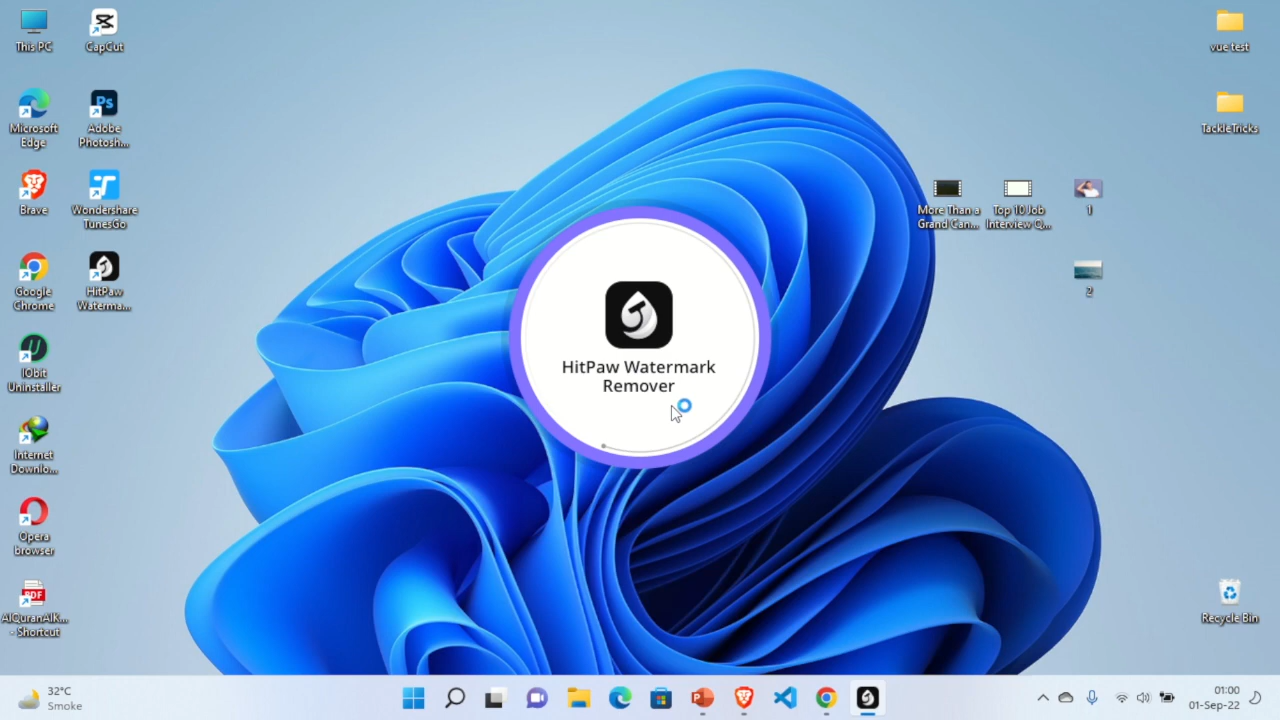 This PC
CapCut
Microsoft
Edge
Adobe
Photosh...
Brave
Wondershare
TunesGo
Google
Chrome
HitPaw
Waterma...
IObit
Uninstaller
Internet
Downlo...
Opera
browser
PDF
AlQuranAlK...
- Shortcut
Ps
HitPaw Watermark
Remover
More Than a
Grand Can...
Top 10 Job
Interview Q...
1
2
vue test
TackleTricks
Recycle Bin
32°C
Smoke
01:00
01-Sep-22